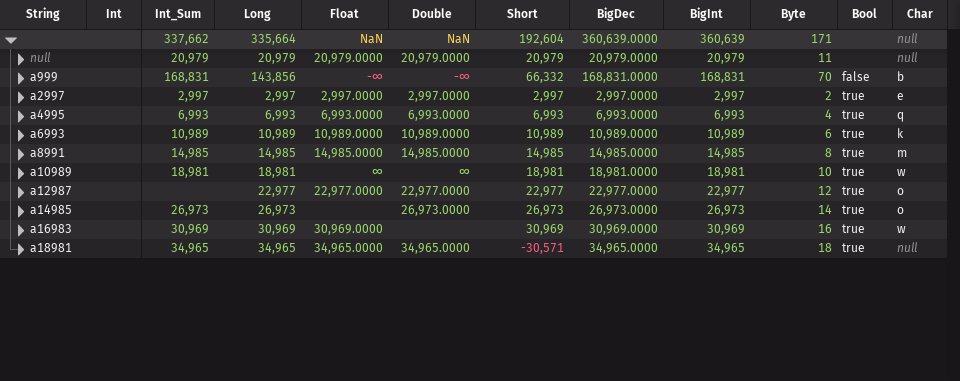 String Int Int_Sum Long Float Double Short BigDec BigInt Byte Bool Char
337,662 335,664 NaN NaN 192,604 360,639.0000 360,639 171 null
null 20,979 20,979 20,979.0000 20,979.0000 20,979 20,979.0000 20,979 11 null
a999 168,831 143,856 -∞ -∞ 66,332 168,831.0000 168,831 70 false b
a2997 2,997 2,997 2,997.0000 2,997.0000 2,997 2,997.0000 2,997 2 true e
a4995 6,993 6,993 6,993.0000 6,993.0000 6,993 6,993.0000 6,993 4 true q
a6993 10,989 10,989 10,989.0000 10,989.0000 10,989 10,989.0000 10,989 6 true k
a8991 14,985 14,985 14,985.0000 14,985.0000 14,985 14,985.0000 14,985 8 true m
a10989 18,981 18,981 ∞ ∞ 18,981 18,981.0000 18,981 10 true w
a12987 22,977 22,977.0000 22,977.0000 22,977 22,977.0000 22,977 12 true o
a14985 26,973 26,973 26,973.0000 26,973 26,973.0000 26,973 14 true o
a16983 30,969 30,969 30,969.0000 30,969 30,969.0000 30,969 16 true w
a18981 34,965 34,965 34,965.0000 34,965.0000 -30,571 34,965.0000 34,965 18 true null